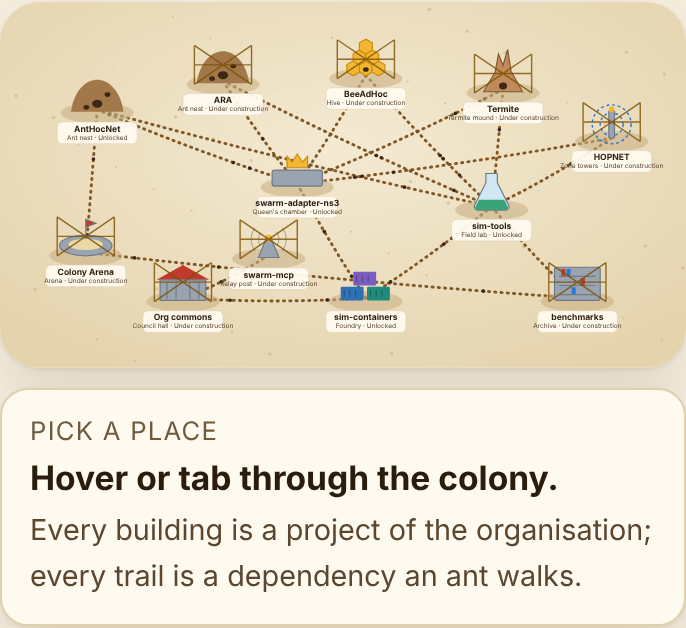 ARA
Ant nest · Under construction
BeeAdHoc
Hive · Under construction
Termite
Termite mound · Under construction
AntHocNet
Ant nest · Unlocked
HOPNET
Zone towers · Under construction
swarm-adapter-ns3
Queen's chamber · Unlocked
sim-tools
Field lab · Unlocked
Colony Arena
Arena · Under construction
swarm-mcp
Relay post · Under construction
Org commons
Council hall · Under construction
sim-containers
Foundry · Unlocked
benchmarks
Archive · Under construction
PICK A PLACE
Hover or tab through the colony.
Every building is a project of the organisation;
every trail is a dependency an ant walks.